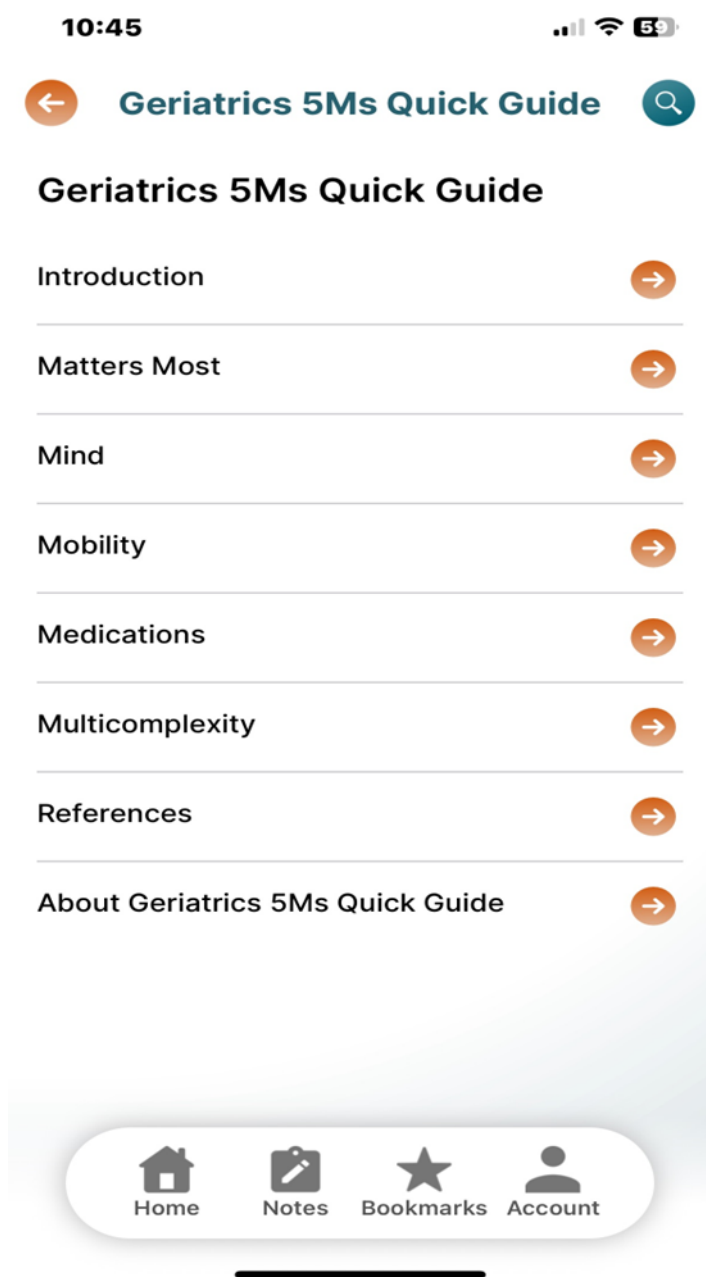 10:45
59
Geriatrics 5Ms Quick Guide
Geriatrics 5Ms Quick Guide
Introduction
Matters Most
Mind
Mobility
Medications
Multicomplexity
References
About Geriatrics 5Ms Quick Guide
Home Notes Bookmarks Account